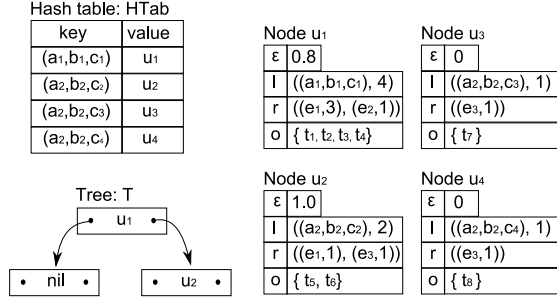 Hash table: HTab
key value
(a₁,b₁,c₁) u₁
(a₂,b₂,c₂) u₂
(a₂,b₂,c₃) u₃
(a₂,b₂,c₄) u₄
Tree: T
u₁
nil
u₂
Node u₁
ε 0.8
l ((a₁,b₁,c₁), 4)
r ((e₁,3), (e₂,1))
o { t₁, t₂, t₃, t₄}
Node u₃
ε 0
l ((a₂,b₂,c₃), 1)
r ((e₃,1))
o { t₇}
Node u₂
ε 1.0
l ((a₂,b₂,c₂), 2)
r ((e₁,1), (e₃,1))
o { t₅, t₆}
Node u₄
ε 0
l ((a₂,b₂,c₄), 1)
r ((e₃,1))
o { t₈}